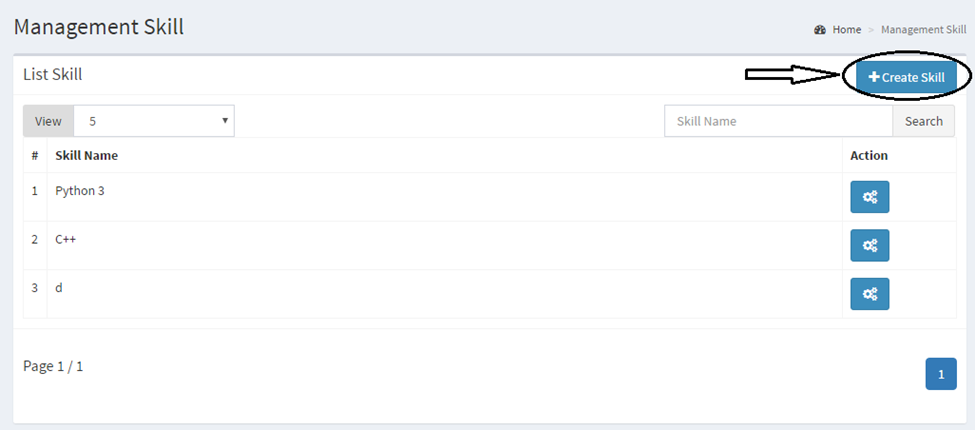 Management Skill
Home > Management Skill
List Skill
Create Skill
View 5
Skill Name Search
# Skill Name Action
1 Python 3
2 C++
3 d
Page 1 / 1
1